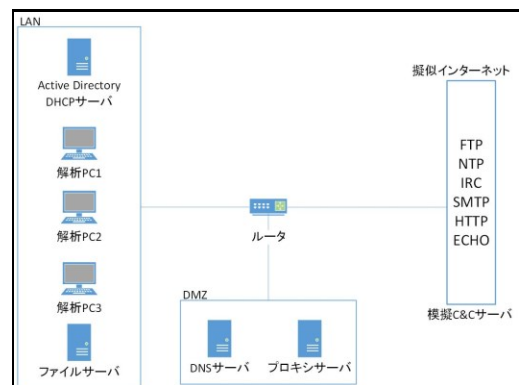 LAN
Active Directory
DHCPサーバ
解析PC1
解析PC2
解析PC3
ファイルサーバ
ルータ
DMZ
DNSサーバ
プロキシサーバ
擬似インターネット
FTP
NTP
IRC
SMTP
HTTP
ECHO
模擬C&Cサーバ